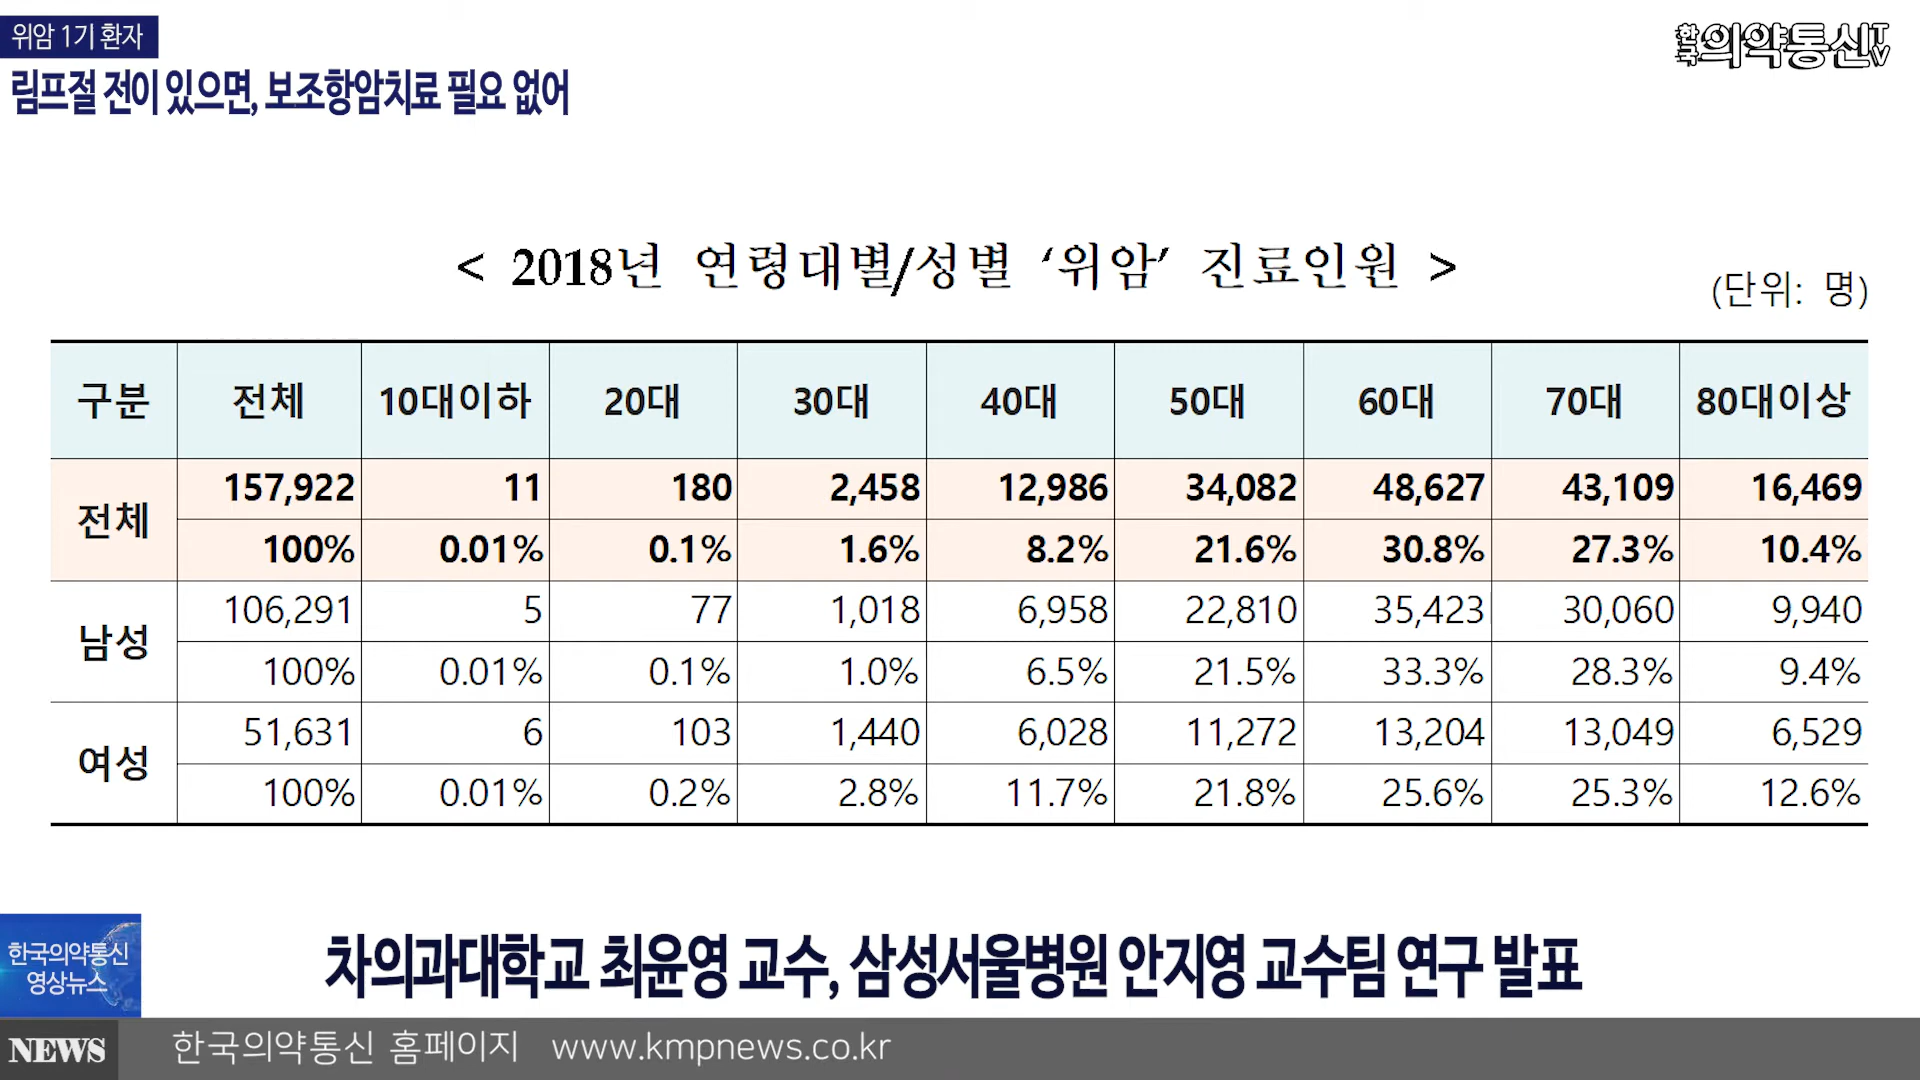 위암 1기 환자
한국의약통신TV
림프절 전이 있으면, 보조항암치료 필요 없어
< 2018년 연령대별/성별 ‘위암’ 진료인원 >
(단위: 명)
구분 전체 10대이하 20대 30대 40대 50대 60대 70대 80대이상
전체 157,922 11 180 2,458 12,986 34,082 48,627 43,109 16,469
100% 0.01% 0.1% 1.6% 8.2% 21.6% 30.8% 27.3% 10.4%
남성 106,291 5 77 1,018 6,958 22,810 35,423 30,060 9,940
100% 0.01% 0.1% 1.0% 6.5% 21.5% 33.3% 28.3% 9.4%
여성 51,631 6 103 1,440 6,028 11,272 13,204 13,049 6,529
100% 0.01% 0.2% 2.8% 11.7% 21.8% 25.6% 25.3% 12.6%
한국의약통신
영상뉴스
차의과대학교 최윤영 교수, 삼성서울병원 안지영 교수팀 연구 발표
NEWS 한국의약통신 홈페이지 www.kmpnews.co.kr